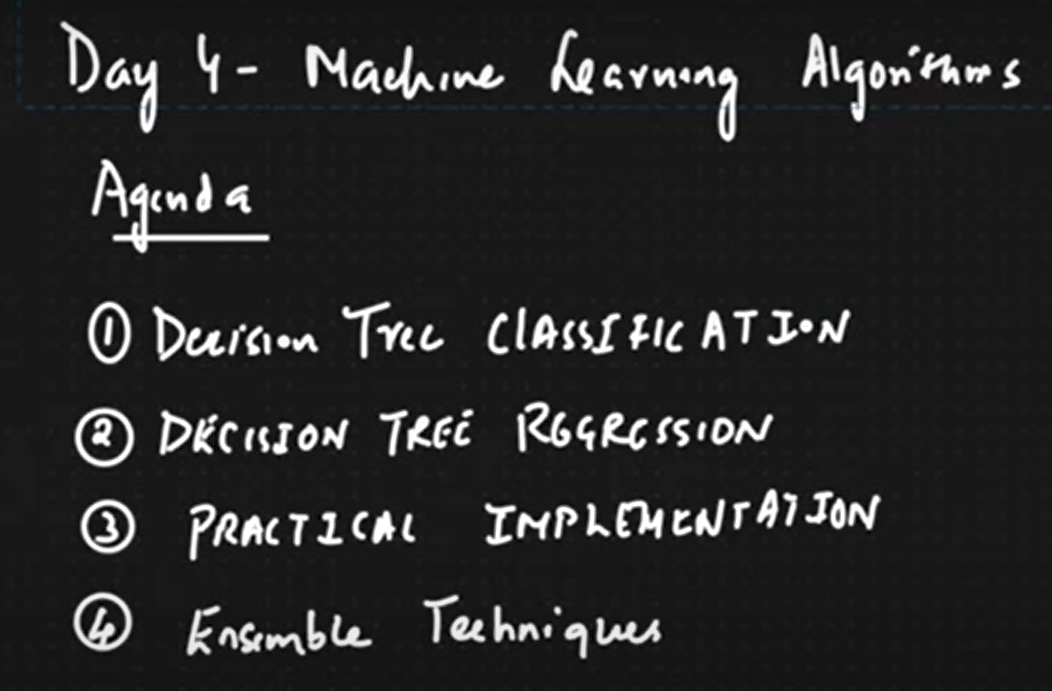 Day 4 - Machine Learning Algorithms
Agenda
① Decision Tree CLASSIFICATION
② DECISION TREE REGRESSION
③ PRACTICAL IMPLEMENTATION
④ Ensemble Techniques